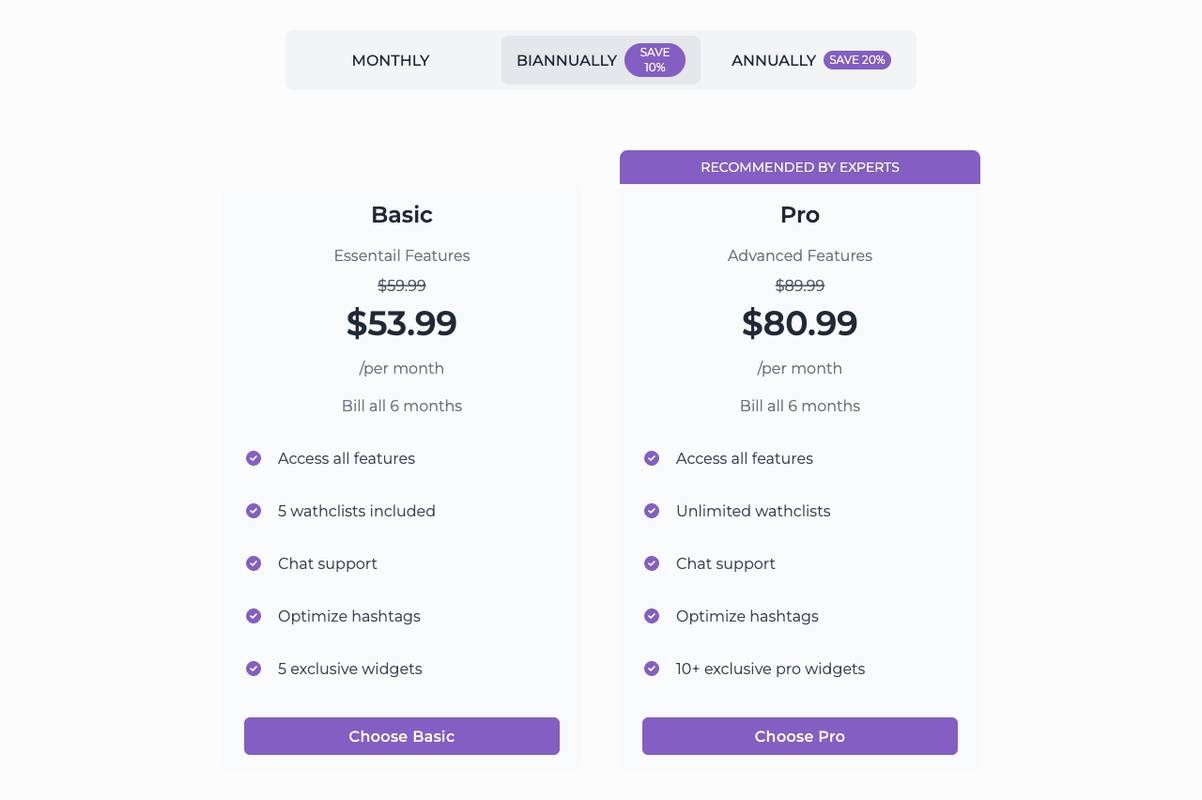 MONTHLY
BIANNUALLY
SAVE
10%
ANNUALLY
SAVE 20%
Basic
Essentail Features
$59.99
$53.99
/per month
Bill all 6 months
Access all features
5 wathclists included
Chat support
Optimize hashtags
5 exclusive widgets
Choose Basic
RECOMMENDED BY EXPERTS
Pro
Advanced Features
$89.99
$80.99
/per month
Bill all 6 months
Access all features
Unlimited wathclists
Chat support
Optimize hashtags
10+ exclusive pro widgets
Choose Pro